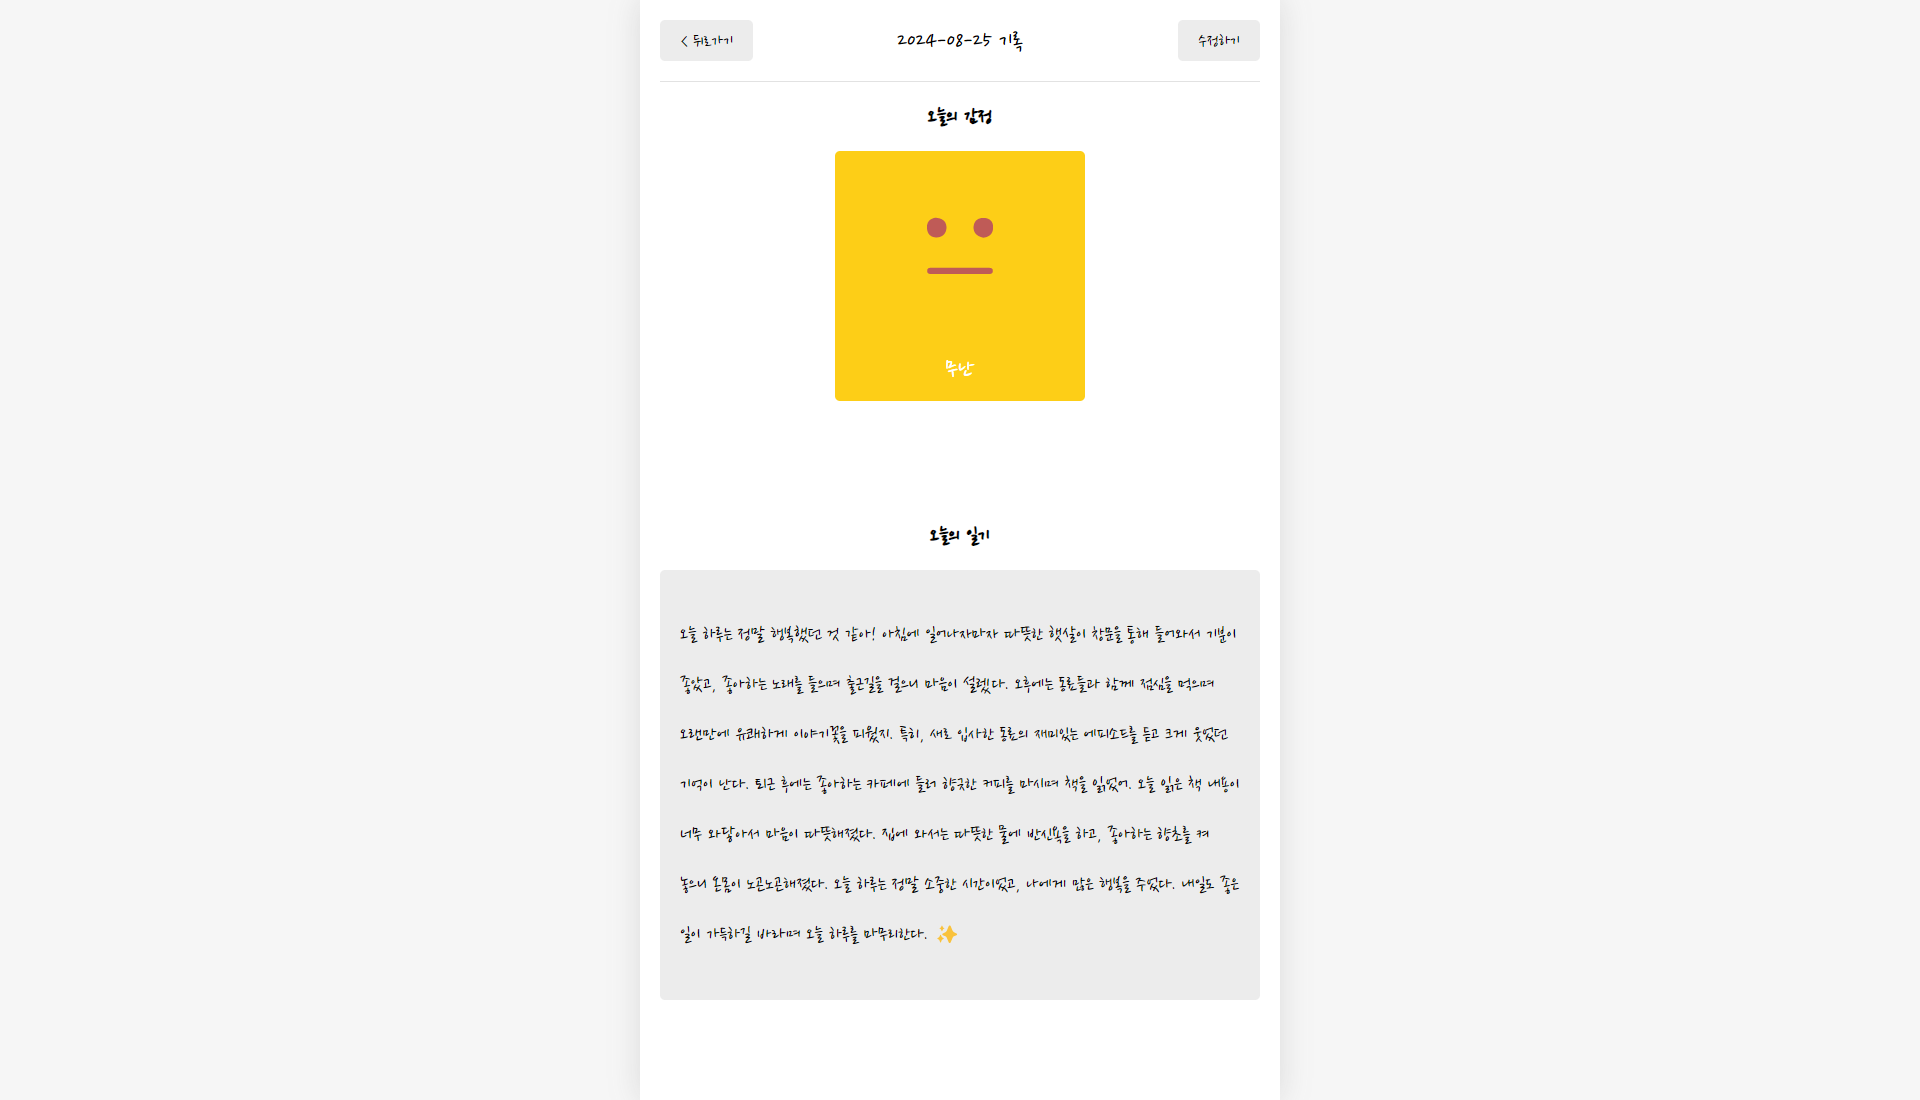 < 뒤로가기
2024-08-25 기록
수정하기
오늘의 감정
무난
오늘의 일기
오늘 하루는 정말 행복했던 것 같아! 아침에 일어나자마자 따뜻한 햇살이 창문을 통해 들어와서 기분이
좋았고, 좋아하는 노래를 들으며 출근길을 걸으니 마음이 설렜다. 오후에는 동료들과 함께 점심을 먹으며
오랜만에 유쾌하게 이야기꽃을 피웠지. 특히, 새로 입사한 동료의 재미있는 에피소드를 듣고 크게 웃었던
기억이 난다. 퇴근 후에는 좋아하는 카페에 들러 향긋한 커피를 마시며 책을 읽었어. 오늘 읽은 책 내용이
너무 와닿아서 마음이 따뜻해졌다. 집에 와서는 따뜻한 물에 반신욕을 하고, 좋아하는 향초를 켜
놓으니 온몸이 노곤노곤해졌다. 오늘 하루는 정말 소중한 시간이었고, 나에게 많은 행복을 주었다. 내일도 좋은
일이 가득하길 바라며 오늘 하루를 마무리한다. ✨